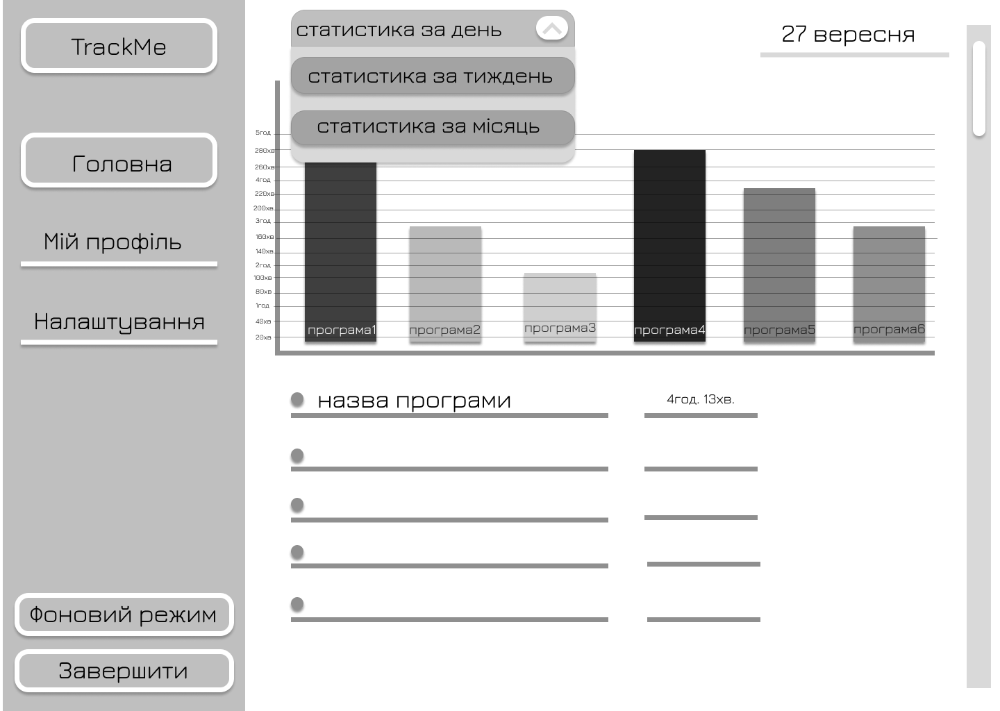 TrackMe
Головна
Мій профіль
Налаштування
Фоновий режим
Завершити
статистика за день
статистика за тиждень
статистика за місяць
27 вересня
5год
280хв
260хв
4год
220хв
200хв
3год
160хв
140хв
2год
100хв
80хв
1год
40хв
20хв
програма1
програма2
програма3
програма4
програма5
програма6
назва програми
4год. 13хв.